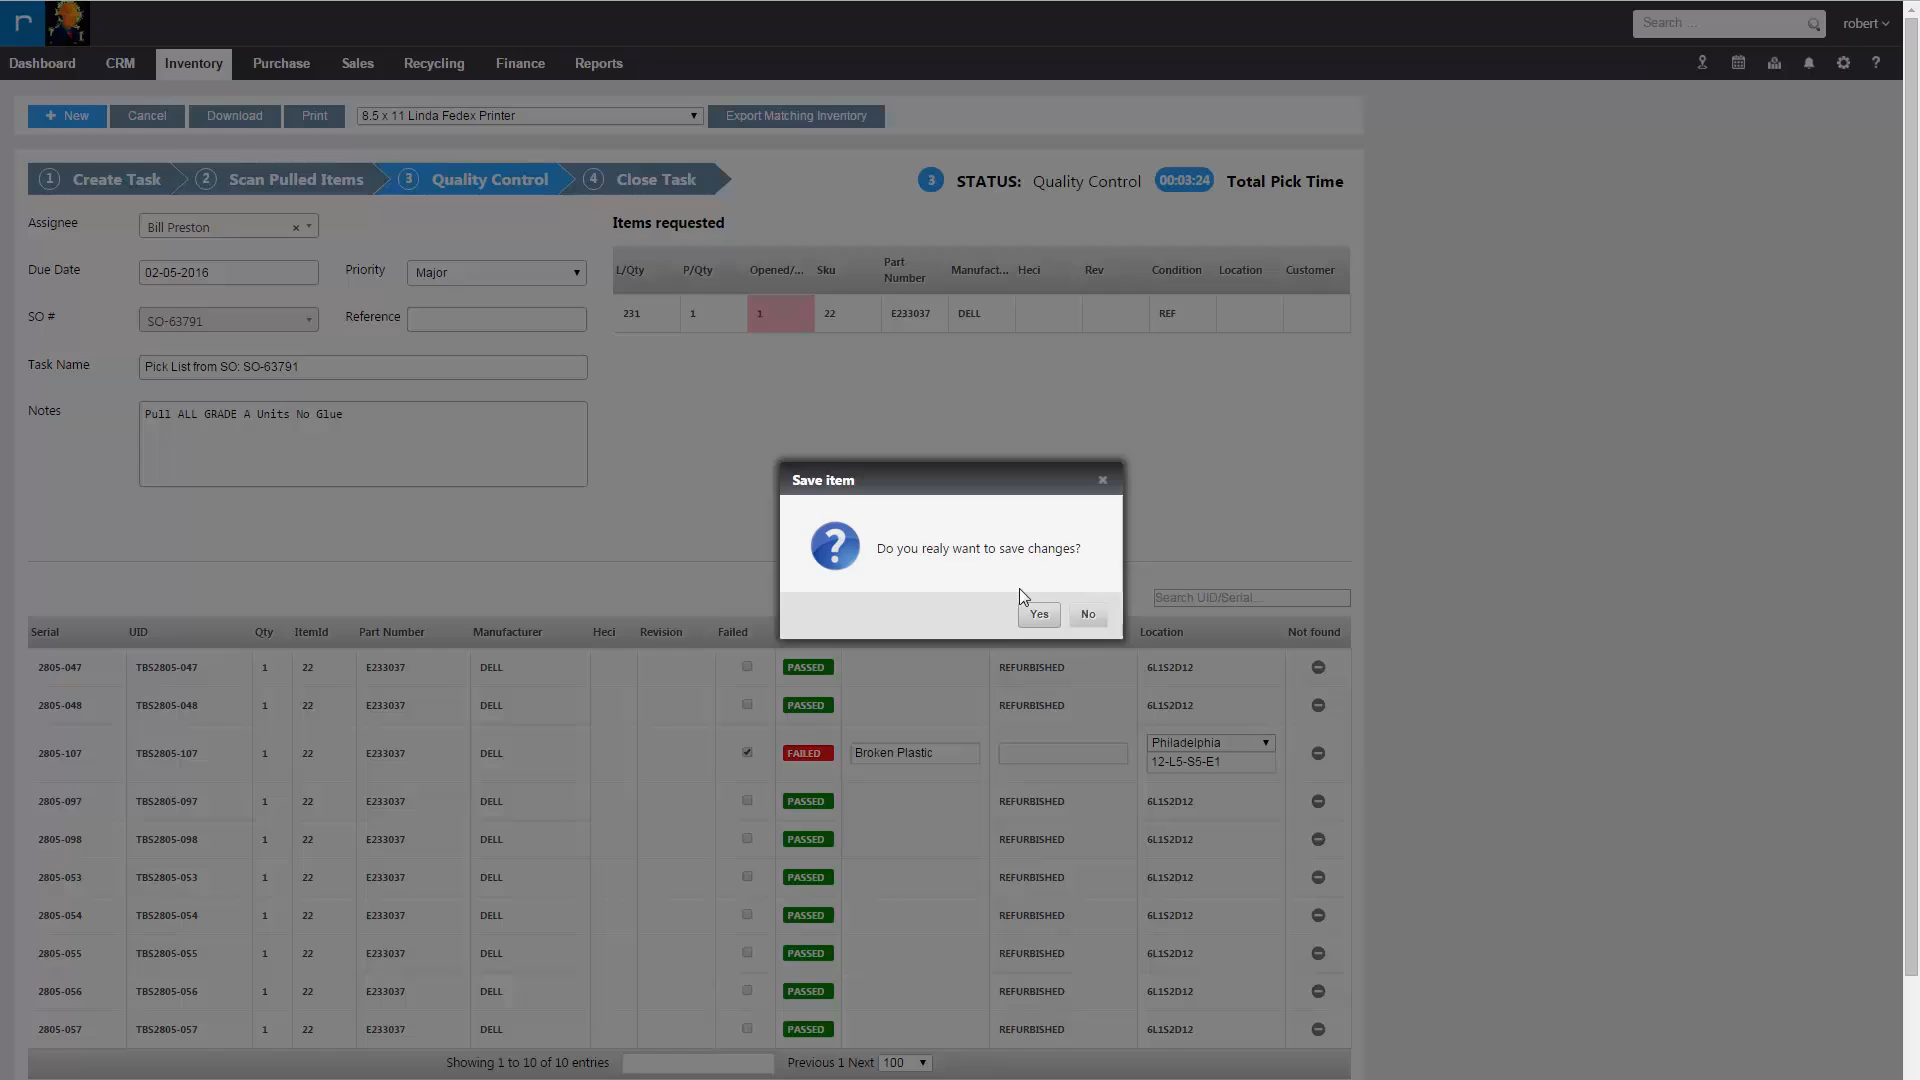 r
Search ...
robert
Dashboard CRM Inventory Purchase Sales Recycling Finance Reports
?
+ New Cancel Download Print 8.5 x 11 Linda Fedex Printer Export Matching Inventory
1 Create Task 2 Scan Pulled Items 3 Quality Control 4 Close Task
3 STATUS: Quality Control 00:03:24 Total Pick Time
Assignee Bill Preston ×
Due Date 02-05-2016 Priority Major
SO # SO-63791 Reference
Task Name Pick List from SO: SO-63791
Notes Pull ALL GRADE A Units No Glue
Items requested
L/Qty P/Qty Opened/... Sku Part Number Manufact... Heci Rev Condition Location Customer
231 1 1 22 E233037 DELL REF
Save item ×
? Do you realy want to save changes?
Yes No
Search UID/Serial...
Serial UID Qty ItemId Part Number Manufacturer Heci Revision Failed Location Not found
2805-047 TBS2805-047 1 22 E233037 DELL PASSED REFURBISHED 6L1S2D12
2805-048 TBS2805-048 1 22 E233037 DELL PASSED REFURBISHED 6L1S2D12
2805-107 TBS2805-107 1 22 E233037 DELL FAILED Broken Plastic Philadelphia
12-L5-S5-E1
2805-097 TBS2805-097 1 22 E233037 DELL PASSED REFURBISHED 6L1S2D12
2805-098 TBS2805-098 1 22 E233037 DELL PASSED REFURBISHED 6L1S2D12
2805-053 TBS2805-053 1 22 E233037 DELL PASSED REFURBISHED 6L1S2D12
2805-054 TBS2805-054 1 22 E233037 DELL PASSED REFURBISHED 6L1S2D12
2805-055 TBS2805-055 1 22 E233037 DELL PASSED REFURBISHED 6L1S2D12
2805-056 TBS2805-056 1 22 E233037 DELL PASSED REFURBISHED 6L1S2D12
2805-057 TBS2805-057 1 22 E233037 DELL PASSED REFURBISHED 6L1S2D12
Showing 1 to 10 of 10 entries Previous 1 Next 100